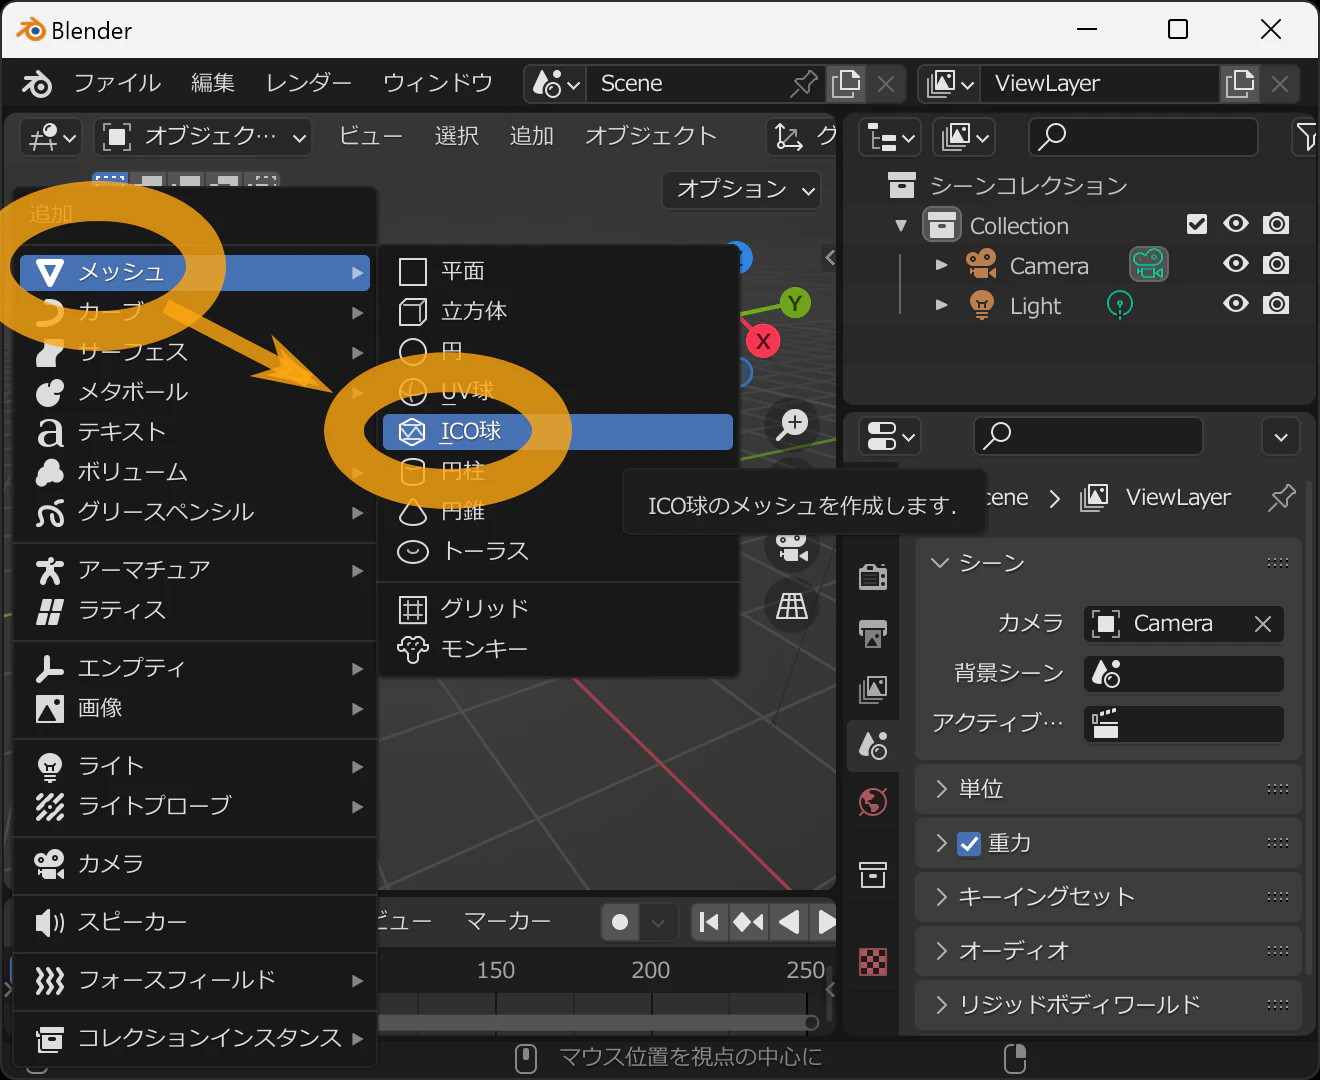 Blender
ファイル 編集 レンダー ウィンドウ Scene ViewLayer
オブジェク… ビュー 選択 追加 オブジェクト グ
オプション
追加
メッシュ
カーブ
サーフェス
メタボール
テキスト
ボリューム
グリースペンシル
アーマチュア
ラティス
エンプティ
画像
ライト
ライトプローブ
カメラ
スピーカー
フォースフィールド
コレクションインスタンス
平面
立方体
円
UV球
ICO球
円柱
円錐
トーラス
グリッド
モンキー
ICO球のメッシュを作成します.
Y
X
シーンコレクション
Collection
Camera
Light
cene ViewLayer
シーン
カメラ Camera
背景シーン
アクティブ…
単位
重力
キーイングセット
オーディオ
リジッドボディワールド
ビュー マーカー
150 200 250
マウス位置を視点の中心に